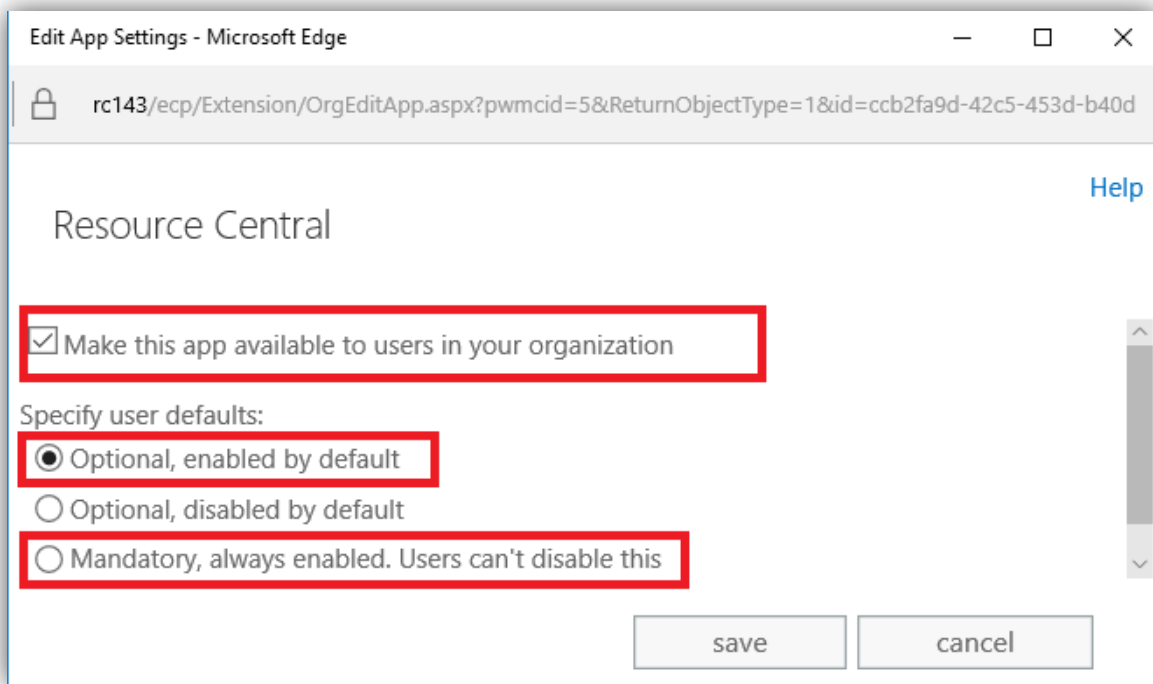 Edit App Settings - Microsoft Edge
rc143/ecp/Extension/OrgEditApp.aspx?pwmcid=5&ReturnObjectType=1&id=ccb2fa9d-42c5-453d-b40d
Help
Resource Central
Make this app available to users in your organization
Specify user defaults:
Optional, enabled by default
Optional, disabled by default
Mandatory, always enabled. Users can't disable this
save cancel